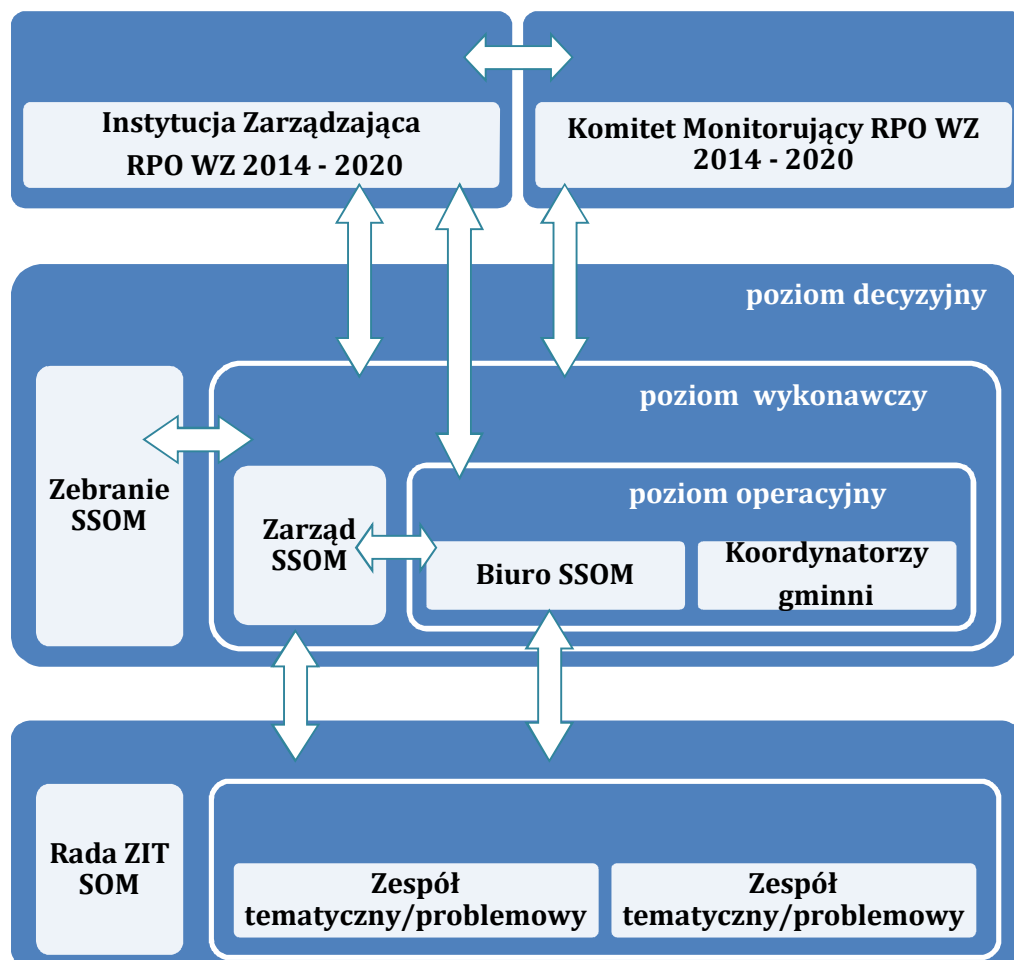 Instytucja Zarządzająca
RPO WZ 2014 - 2020
Komitet Monitorujący RPO WZ
2014 - 2020
poziom decyzyjny
poziom wykonawczy
Zebranie
SSOM
poziom operacyjny
Zarząd
SSOM
Biuro SSOM
Koordynatorzy
gminni
Rada ZIT
SOM
Zespół
tematyczny/problemowy
Zespół
tematyczny/problemowy